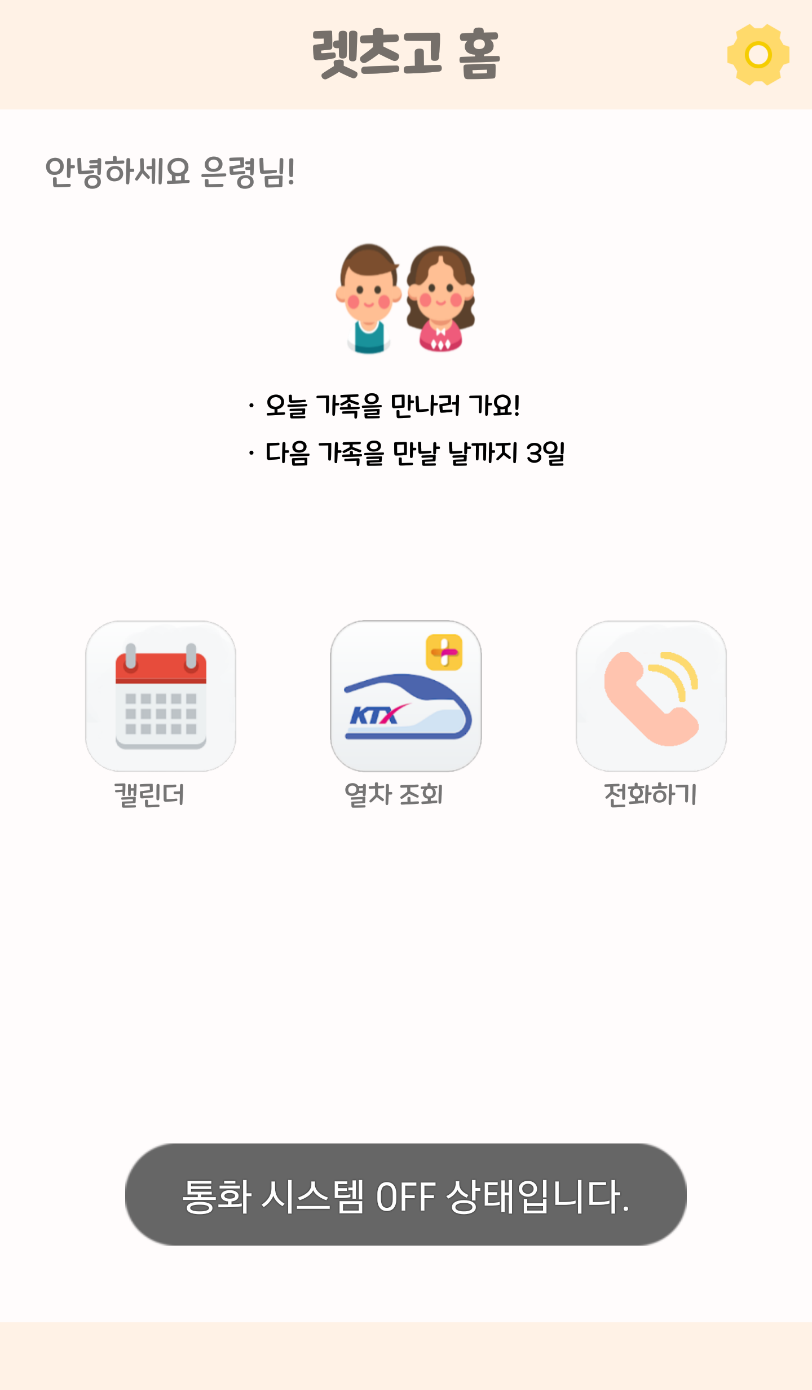 렛츠고 홈
안녕하세요 은령님!
· 오늘 가족을 만나러 가요!
· 다음 가족을 만날 날까지 3일
KTX
캘린더
열차 조회
전화하기
통화 시스템 OFF 상태입니다.